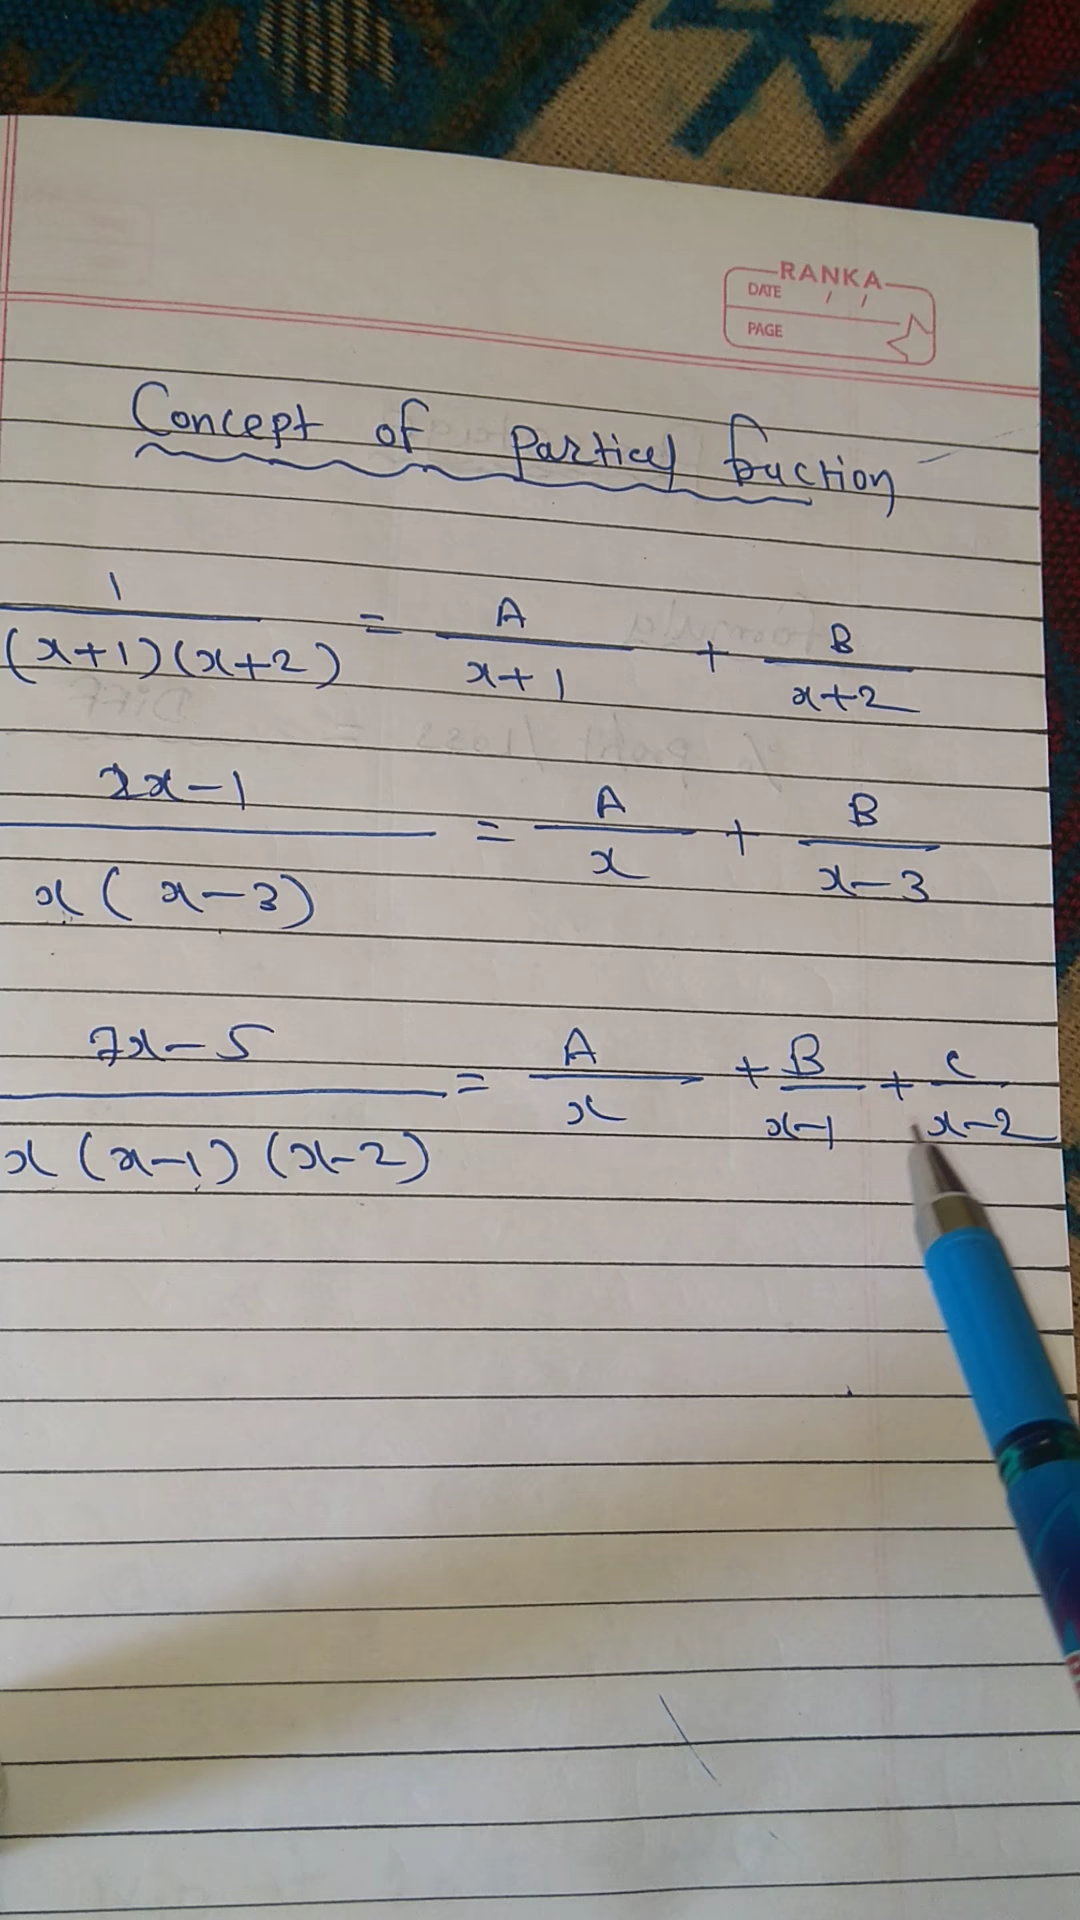 RANKA
DATE / /
PAGE
Concept of partial fraction
1/(x+1)(x+2) = A/x+1 + B/x+2
2x-1/x(x-3) = A/x + B/x-3
7x-5/x(x-1)(x-2) = A/x + B/x-1 + C/x-2